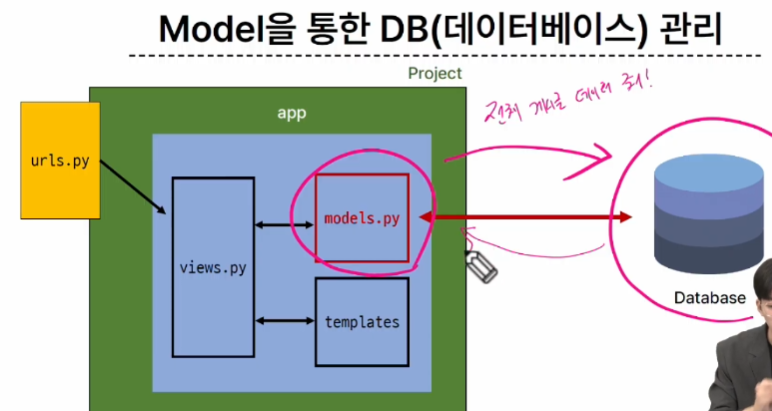 Model을 통한 DB(데이터베이스) 관리
Project
전체 게시글 데이터 줘!
app
urls.py
models.py
views.py
templates
Database